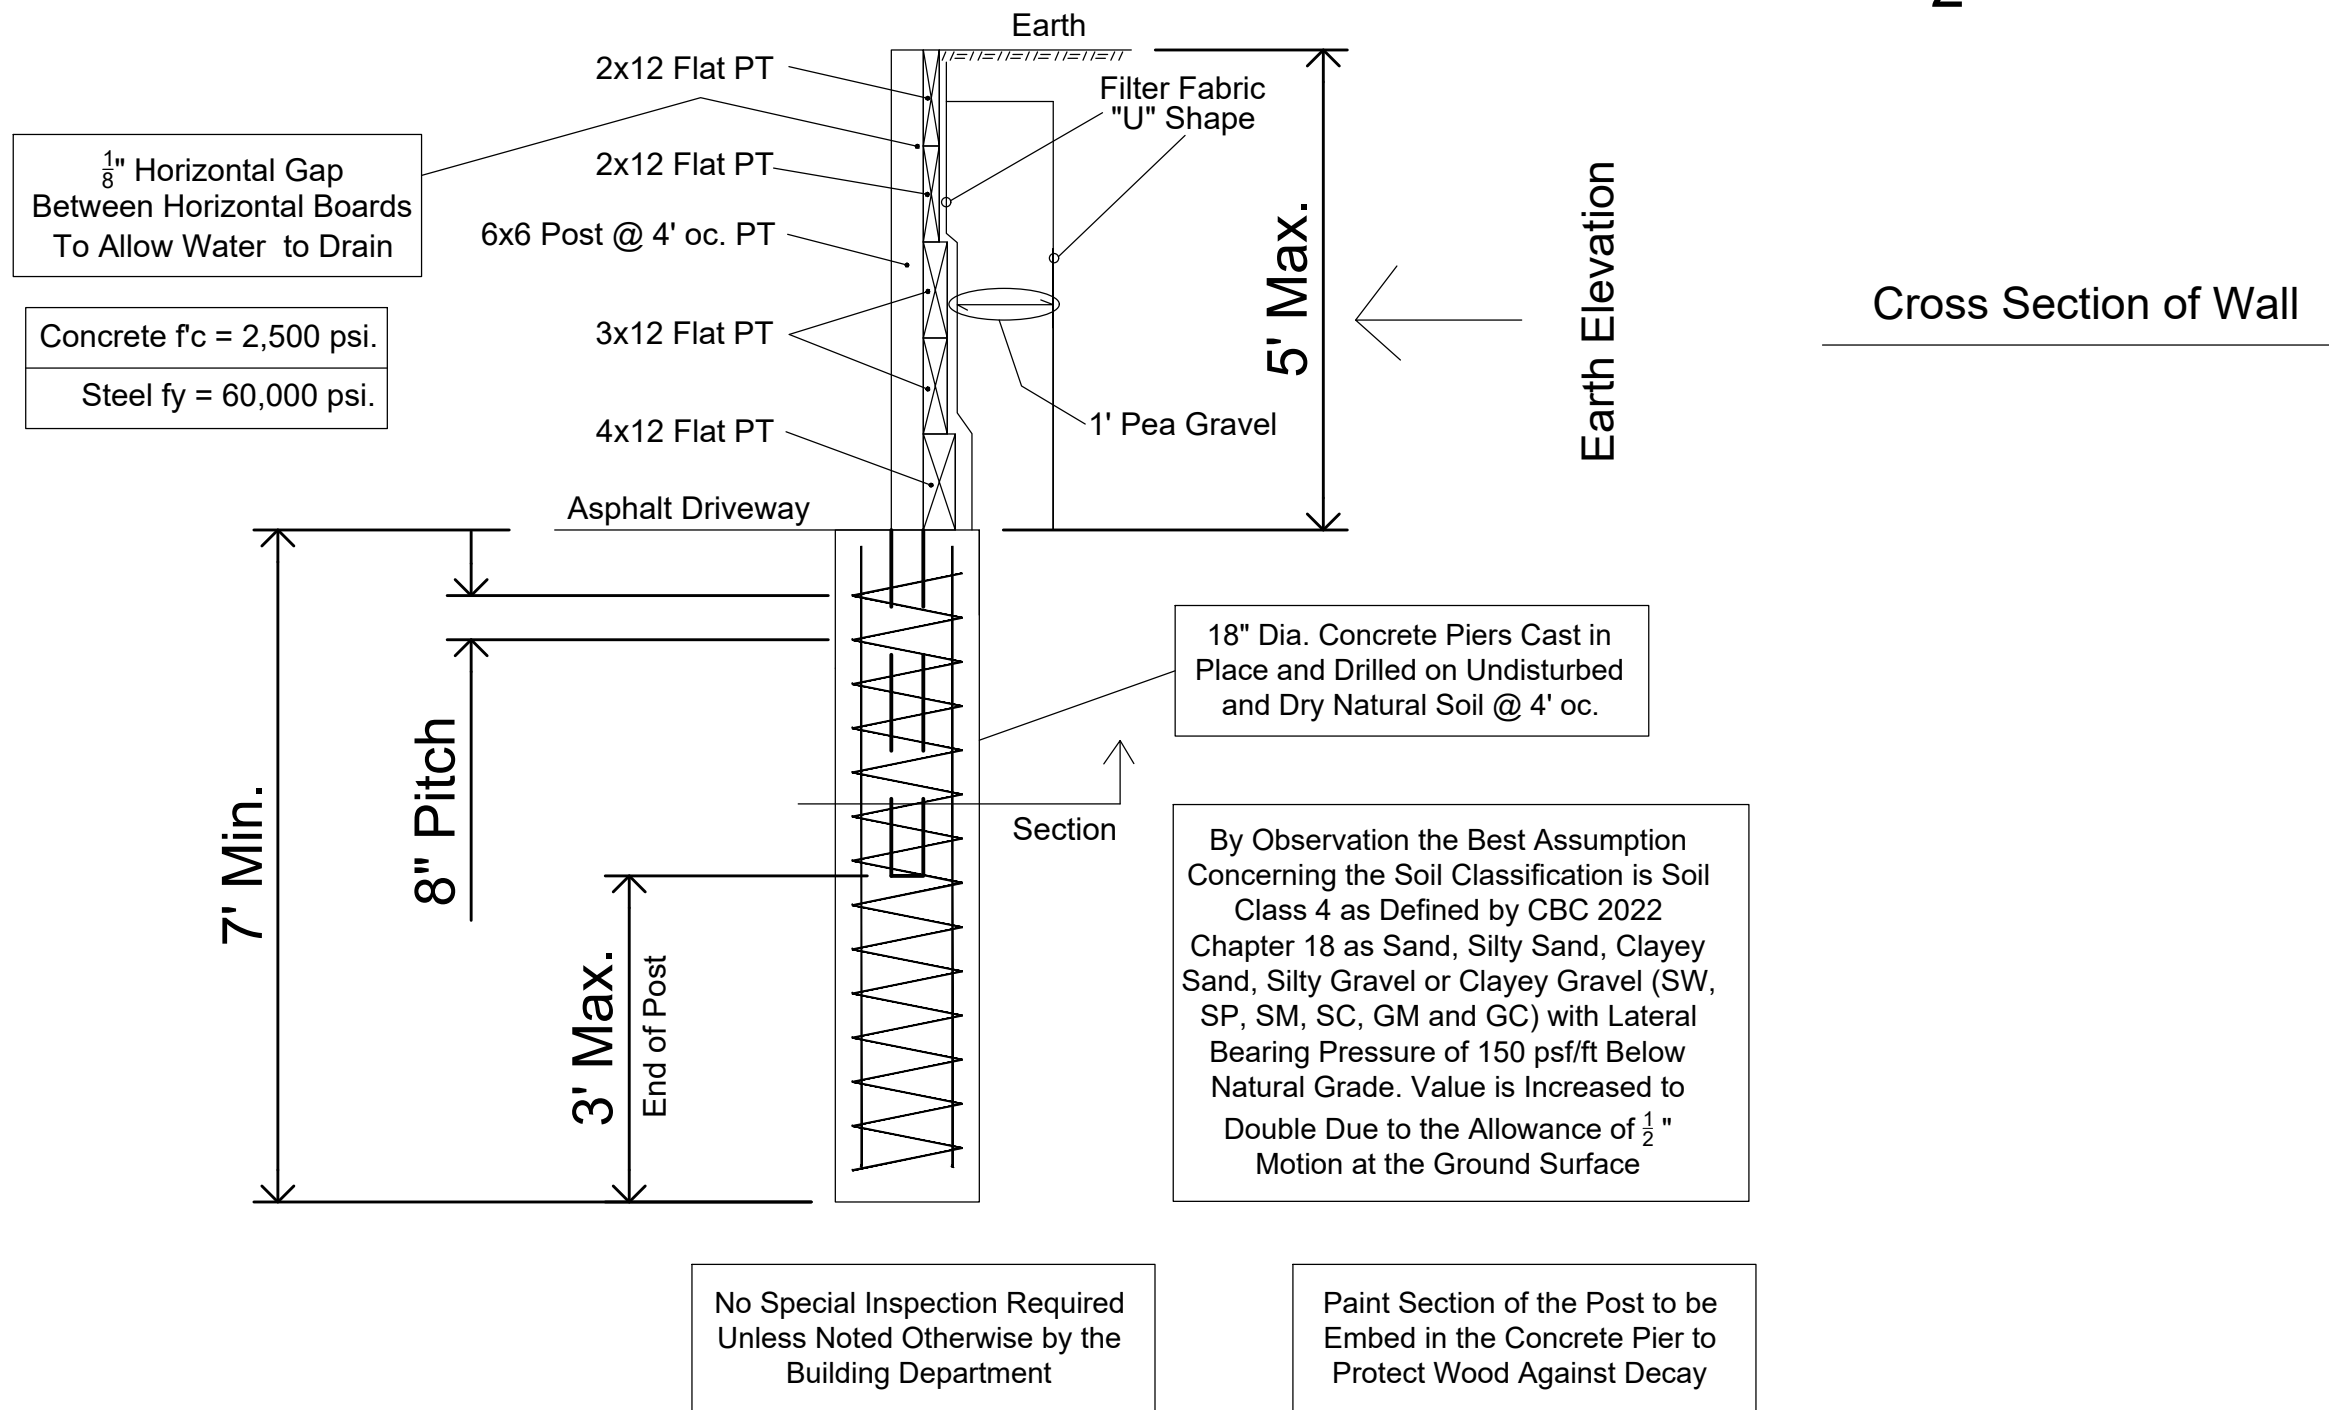 Earth
2x12 Flat PT
Filter Fabric
"U" Shape
1/8" Horizontal Gap
Between Horizontal Boards
To Allow Water to Drain
2x12 Flat PT
6x6 Post @ 4' oc. PT
Concrete f'c = 2,500 psi.
Steel fy = 60,000 psi.
3x12 Flat PT
4x12 Flat PT
1' Pea Gravel
5' Max.
Earth Elevation
Cross Section of Wall
Asphalt Driveway
7' Min.
8" Pitch
3' Max.
End of Post
Section
18" Dia. Concrete Piers Cast in
Place and Drilled on Undisturbed
and Dry Natural Soil @ 4' oc.
By Observation the Best Assumption
Concerning the Soil Classification is Soil
Class 4 as Defined by CBC 2022
Chapter 18 as Sand, Silty Sand, Clayey
Sand, Silty Gravel or Clayey Gravel (SW,
SP, SM, SC, GM and GC) with Lateral
Bearing Pressure of 150 psf/ft Below
Natural Grade. Value is Increased to
Double Due to the Allowance of 1/2 "
Motion at the Ground Surface
No Special Inspection Required
Unless Noted Otherwise by the
Building Department
Paint Section of the Post to be
Embed in the Concrete Pier to
Protect Wood Against Decay